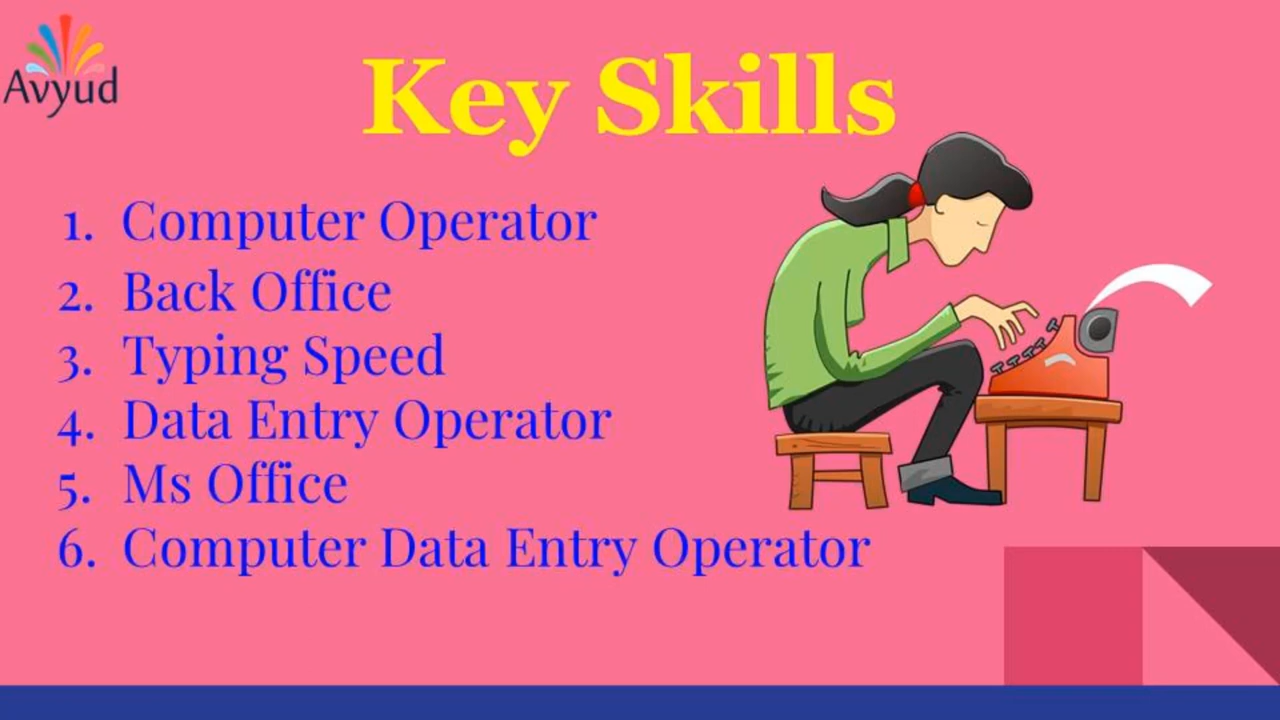 Avyud
Key Skills
1. Computer Operator
2. Back Office
3. Typing Speed
4. Data Entry Operator
5. Ms Office
6. Computer Data Entry Operator